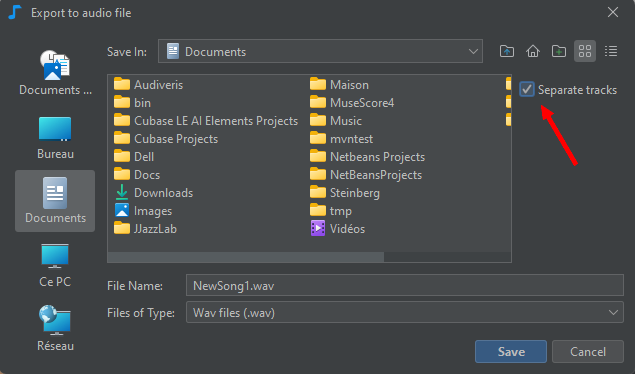 Export to audio file
Save In:
Documents
Documents ...
Bureau
Documents
Ce PC
Réseau
Audiveris
bin
Cubase LE AI Elements Projects
Cubase Projects
Dell
Docs
Downloads
Images
JJazzLab
Maison
MuseScore4
Music
mvntest
Netbeans Projects
NetBeansProjects
Steinberg
tmp
Vidéos
Separate tracks
File Name:
NewSong1.wav
Files of Type:
Wav files (.wav)
Save
Cancel